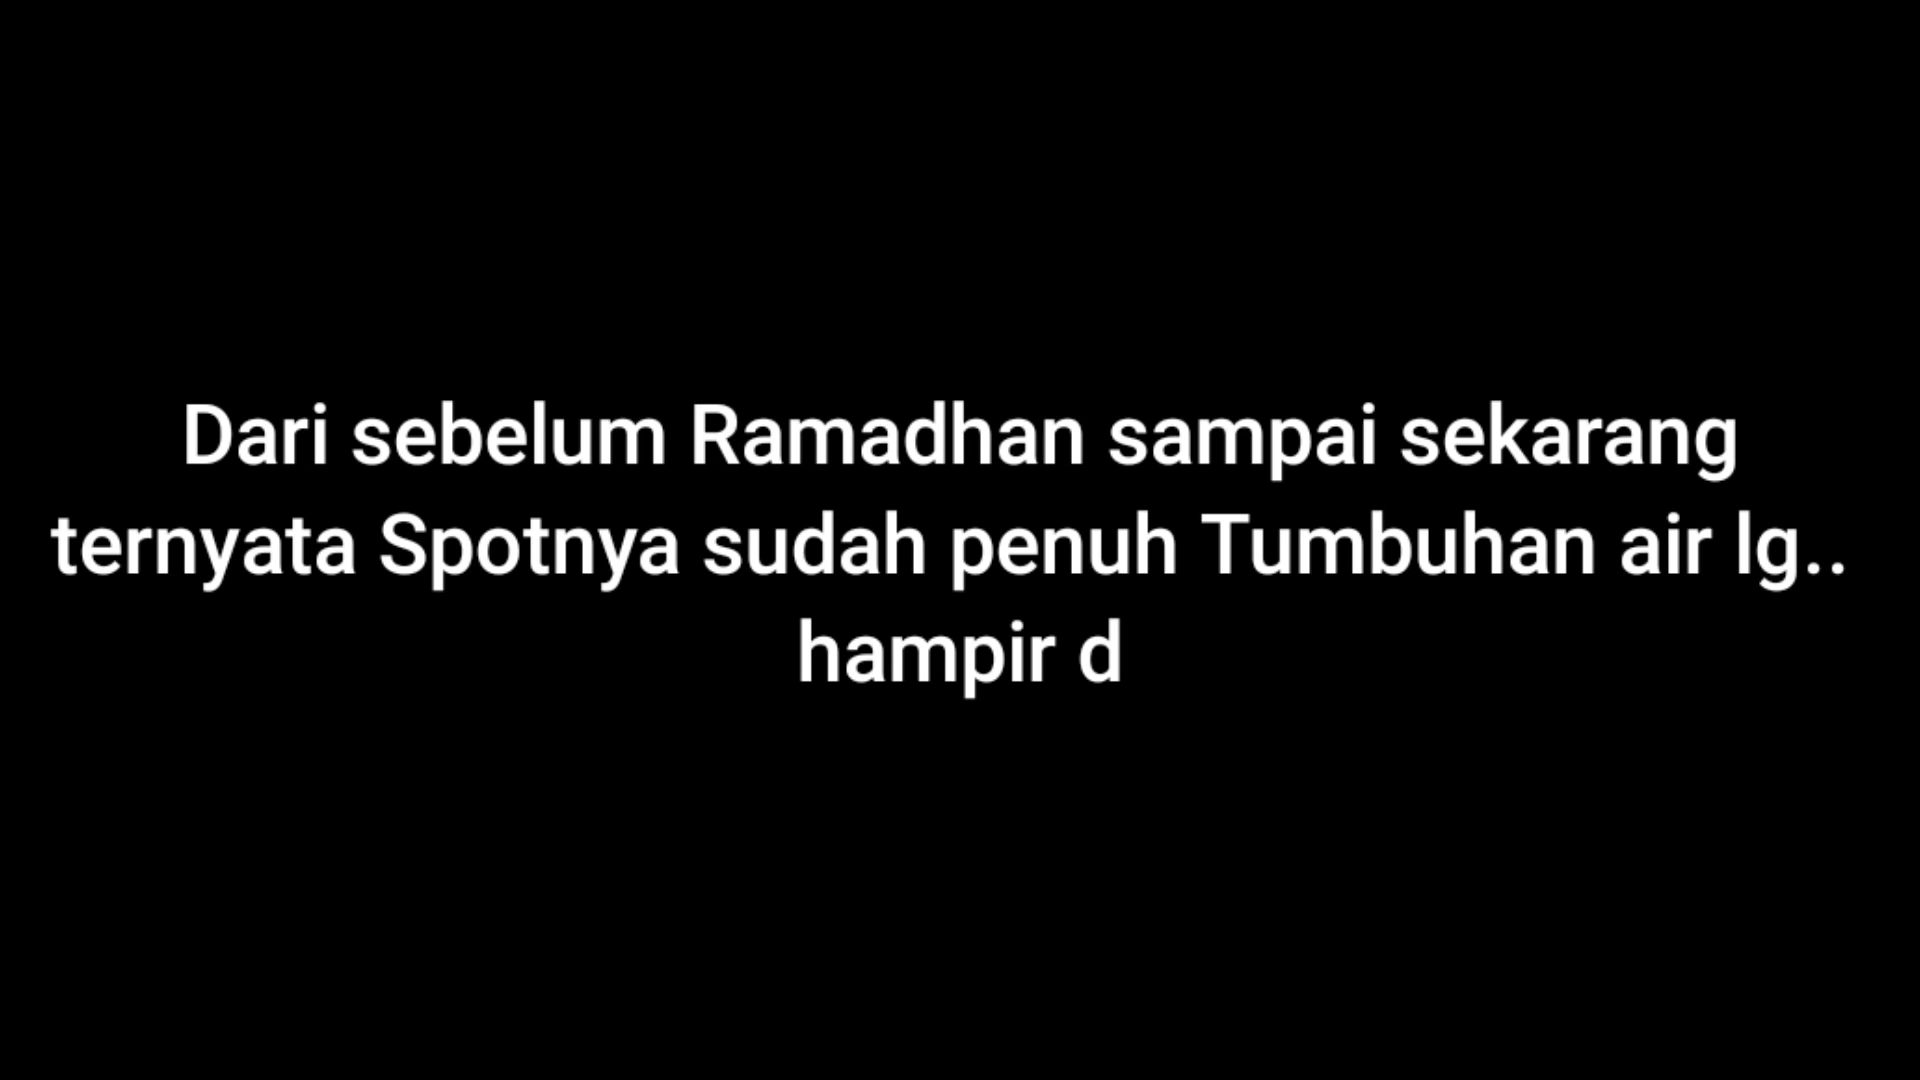 Dari sebelum Ramadhan sampai sekarang
ternyata Spotnya sudah penuh Tumbuhan air lg..
hampir d